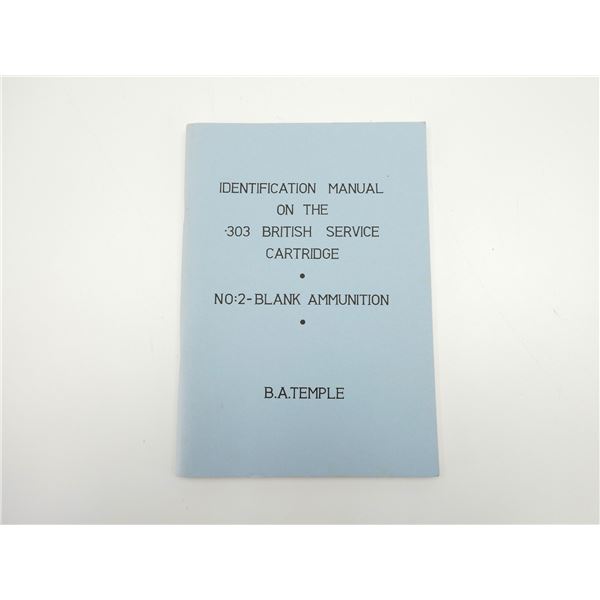 IDENTIFICATION MANUAL
ON THE
·303 BRITISH SERVICE
CARTRIDGE
•
NO:2-BLANK AMMUNITION
•
B.A.TEMPLE